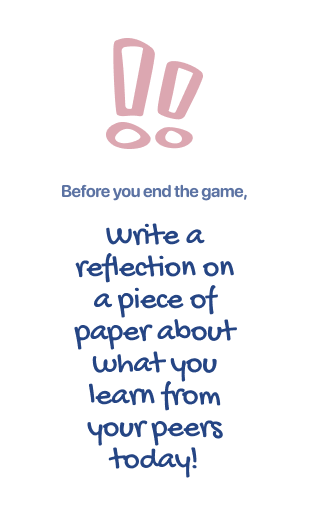 !!
Before you end the game,
Write a
reflection on
a piece of
paper about
what you
learn from
your peers
today!